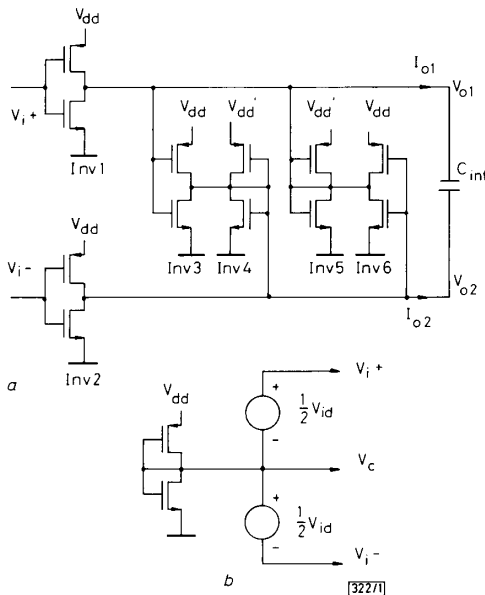 Vdd
Vi+
Inv1
Io1
Vo1
Vdd
Vdd'
Vdd'
Vdd
Cint
Inv3
Inv4
Inv5
Inv6
Vdd
Vi-
Inv2
Io2
Vo2
a
Vdd
Vi+
+
1/2 Vid
-
Vc
+
1/2 Vid
-
Vi-
b
322/1